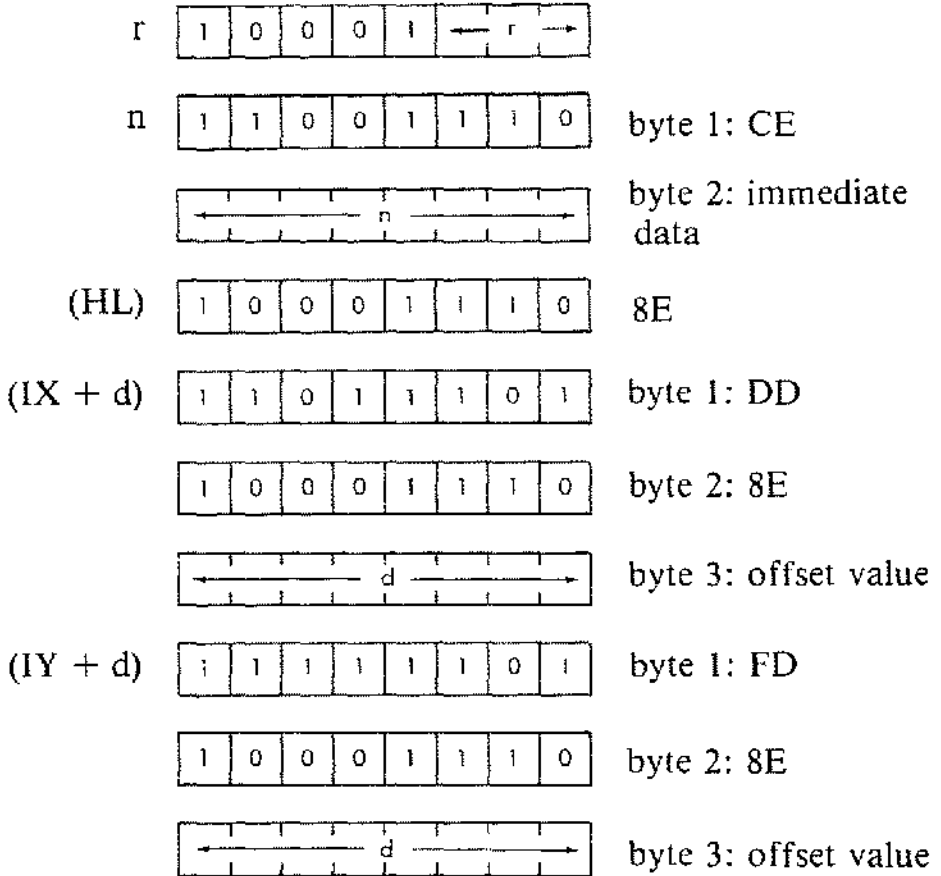 r 1 0 0 0 1 r
n 1 1 0 0 1 1 1 0 byte 1: CE
n byte 2: immediate
data
(HL) 1 0 0 0 1 1 1 0 8E
(IX + d) 1 1 0 1 1 1 0 1 byte 1: DD
1 0 0 0 1 1 1 0 byte 2: 8E
d byte 3: offset value
(IY + d) 1 1 1 1 1 1 0 1 byte 1: FD
1 0 0 0 1 1 1 0 byte 2: 8E
d byte 3: offset value